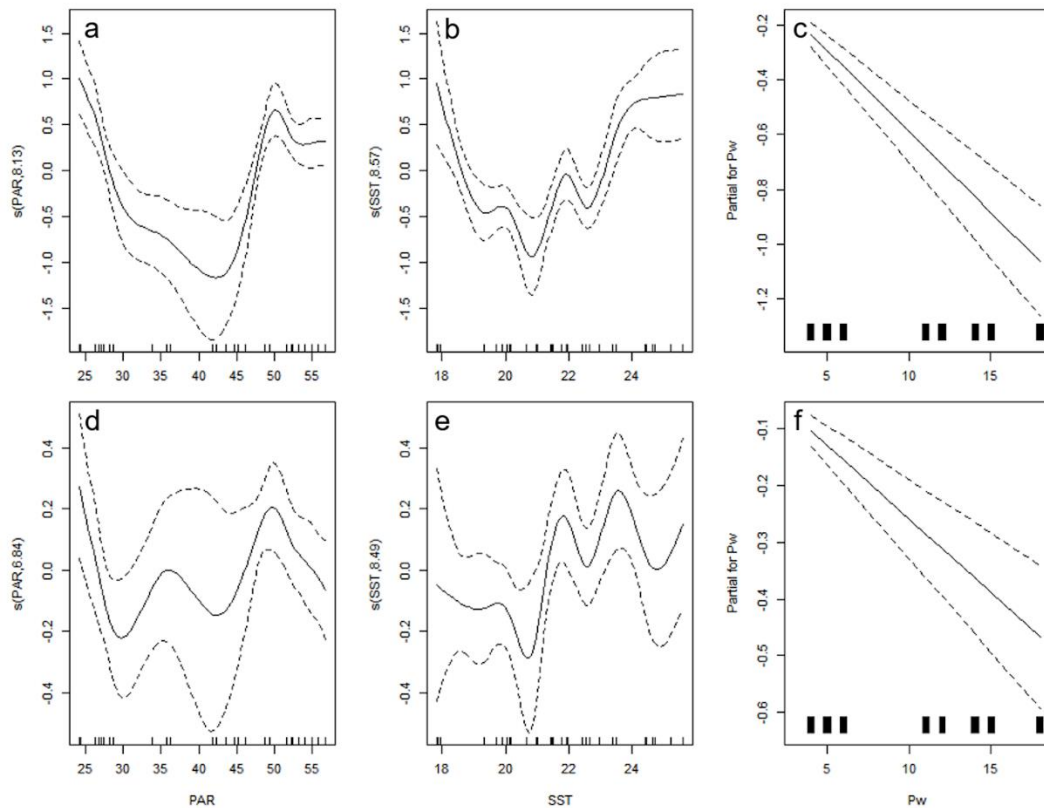 a
s(PAR,8.13)
1.5
1.0
0.5
0.0
-0.5
-1.0
-1.5
25 30 35 40 45 50 55
b
s(SST,8.57)
1.5
1.0
0.5
0.0
-0.5
-1.0
-1.5
18 20 22 24
c
Partial for Pw
-0.2
-0.4
-0.6
-0.8
-1.0
-1.2
5 10 15
d
s(PAR,6.84)
0.4
0.2
0.0
-0.2
-0.4
25 30 35 40 45 50 55
PAR
e
s(SST,8.49)
0.4
0.2
0.0
-0.2
-0.4
18 20 22 24
SST
f
Partial for Pw
-0.1
-0.2
-0.3
-0.4
-0.5
-0.6
5 10 15
Pw